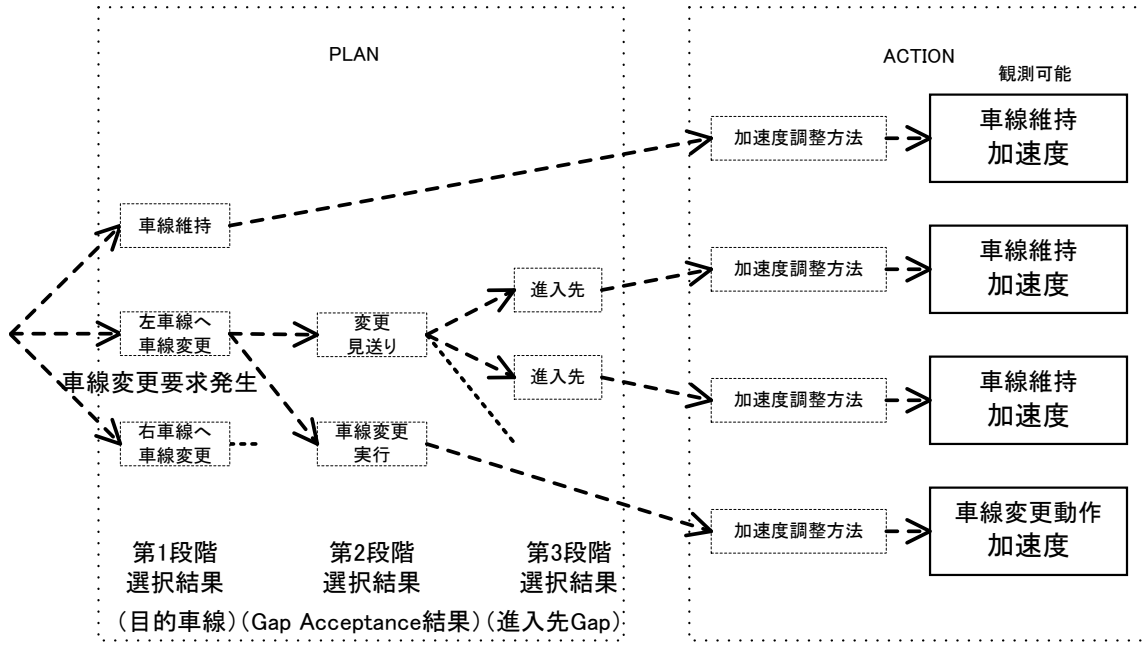 PLAN
ACTION
観測可能
加速度調整方法
車線維持
加速度
車線維持
加速度調整方法
車線維持
加速度
進入先
左車線へ
車線変更
変更
見送り
車線変更要求発生
進入先
加速度調整方法
車線維持
加速度
右車線へ
車線変更
車線変更
実行
加速度調整方法
車線変更動作
加速度
第1段階
選択結果
第2段階
選択結果
第3段階
選択結果
(目的車線)(Gap Acceptance結果)(進入先Gap)